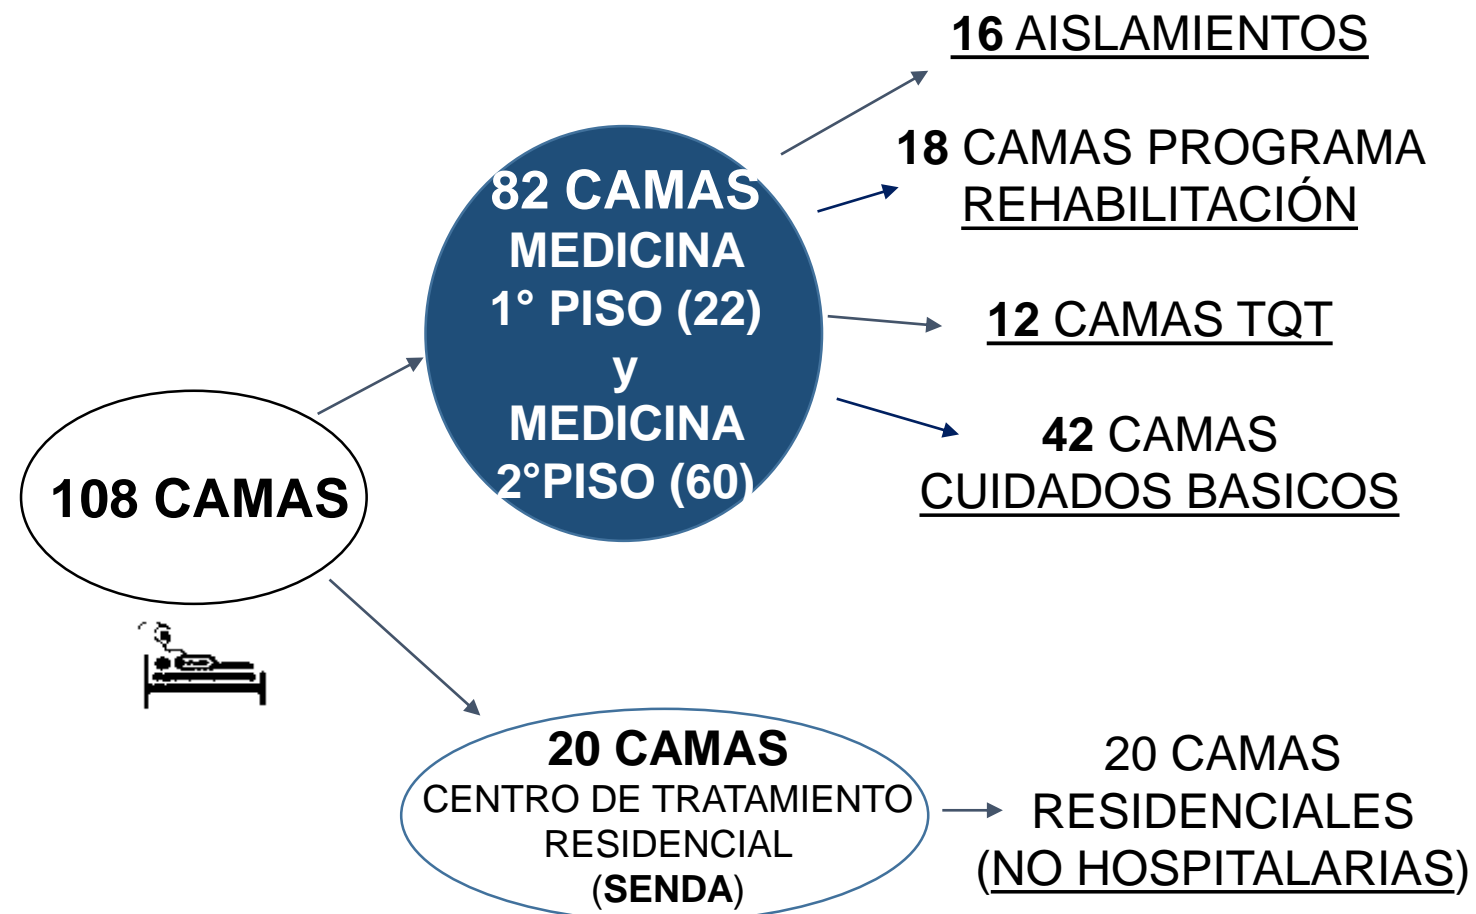 16 AISLAMIENTOS
18 CAMAS PROGRAMA
REHABILITACIÓN
82 CAMAS
MEDICINA
1° PISO (22)
y
MEDICINA
2°PISO (60)
12 CAMAS TQT
42 CAMAS
CUIDADOS BASICOS
108 CAMAS
20 CAMAS
CENTRO DE TRATAMIENTO
RESIDENCIAL
(SENDA)
20 CAMAS
RESIDENCIALES
(NO HOSPITALARIAS)